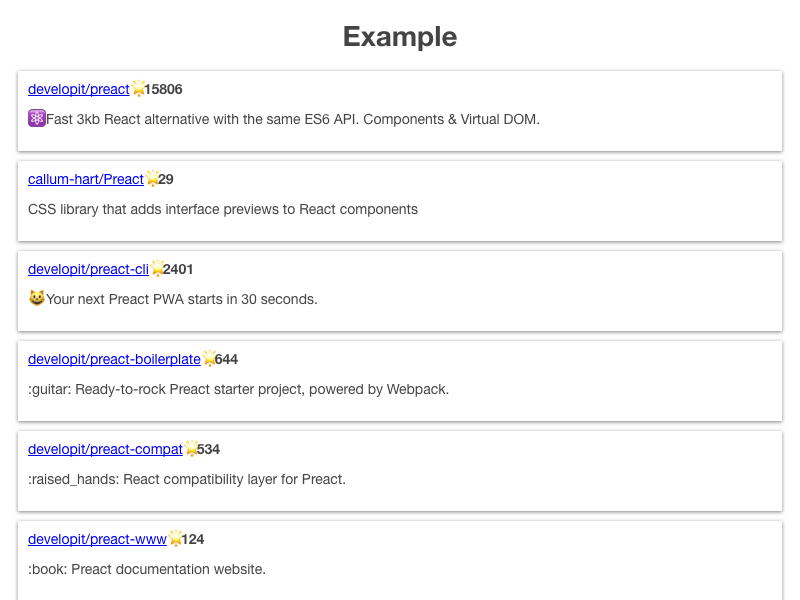 Example
developit/preact🌟15806
⚛️Fast 3kb React alternative with the same ES6 API. Components & Virtual DOM.
callum-hart/Preact🌟29
CSS library that adds interface previews to React components
developit/preact-cli🌟2401
😺Your next Preact PWA starts in 30 seconds.
developit/preact-boilerplate🌟644
:guitar: Ready-to-rock Preact starter project, powered by Webpack.
developit/preact-compat🌟534
:raised_hands: React compatibility layer for Preact.
developit/preact-www🌟124
:book: Preact documentation website.